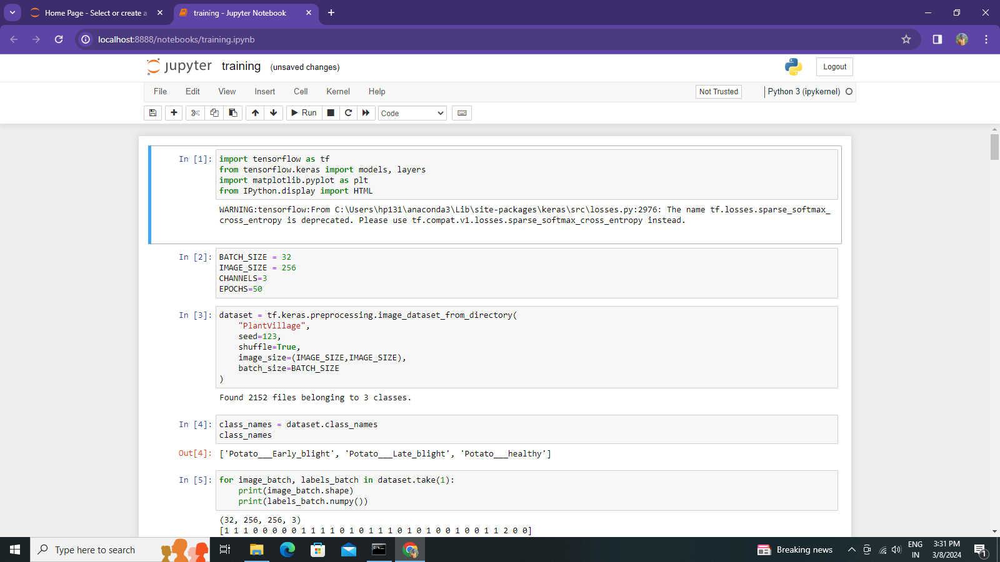 Home Page - Select or create a
training - Jupyter Notebook
localhost:8888/notebooks/training.ipynb
jupyter training (unsaved changes)
Logout
File Edit View Insert Cell Kernel Help
Not Trusted
Python 3 (ipykernel)
Run
Code
In [1]: import tensorflow as tf
from tensorflow.keras import models, layers
import matplotlib.pyplot as plt
from IPython.display import HTML
WARNING:tensorflow:From C:\Users\hp131\anaconda3\Lib\site-packages\keras\src\losses.py:2976: The name tf.losses.sparse_softmax_
cross_entropy is deprecated. Please use tf.compat.v1.losses.sparse_softmax_cross_entropy instead.
In [2]: BATCH_SIZE = 32
IMAGE_SIZE = 256
CHANNELS=3
EPOCHS=50
In [3]: dataset = tf.keras.preprocessing.image_dataset_from_directory(
"PlantVillage",
seed=123,
shuffle=True,
image_size=(IMAGE_SIZE,IMAGE_SIZE),
batch_size=BATCH_SIZE
)
Found 2152 files belonging to 3 classes.
In [4]: class_names = dataset.class_names
class_names
Out[4]: ['Potato___Early_blight', 'Potato___Late_blight', 'Potato___healthy']
In [5]: for image_batch, labels_batch in dataset.take(1):
print(image_batch.shape)
print(labels_batch.numpy())
(32, 256, 256, 3)
[1 1 1 0 0 0 0 0 1 1 1 1 0 1 0 1 1 1 0 1 0 1 0 0 1 0 0 1 1 2 0 0]
Type here to search
Breaking news
ENG
IN
3:31 PM
3/8/2024
1